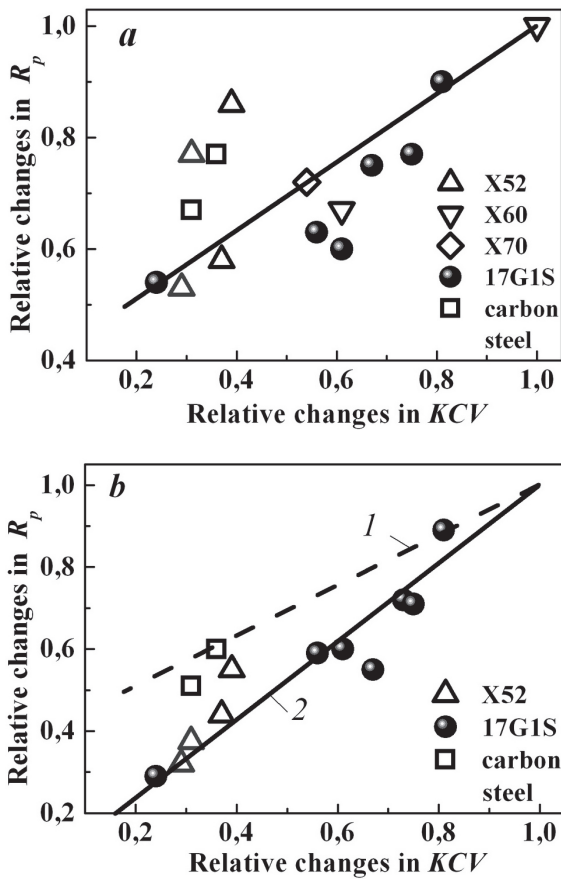 a
Relative changes in R_p
1,0
0,8
0,6
0,4
X52
X60
X70
17G1S
carbon
steel
0,2 0,4 0,6 0,8 1,0
Relative changes in KCV
b
Relative changes in R_p
1,0
0,8
0,6
0,4
0,2
1
2
X52
17G1S
carbon
steel
0,2 0,4 0,6 0,8 1,0
Relative changes in KCV